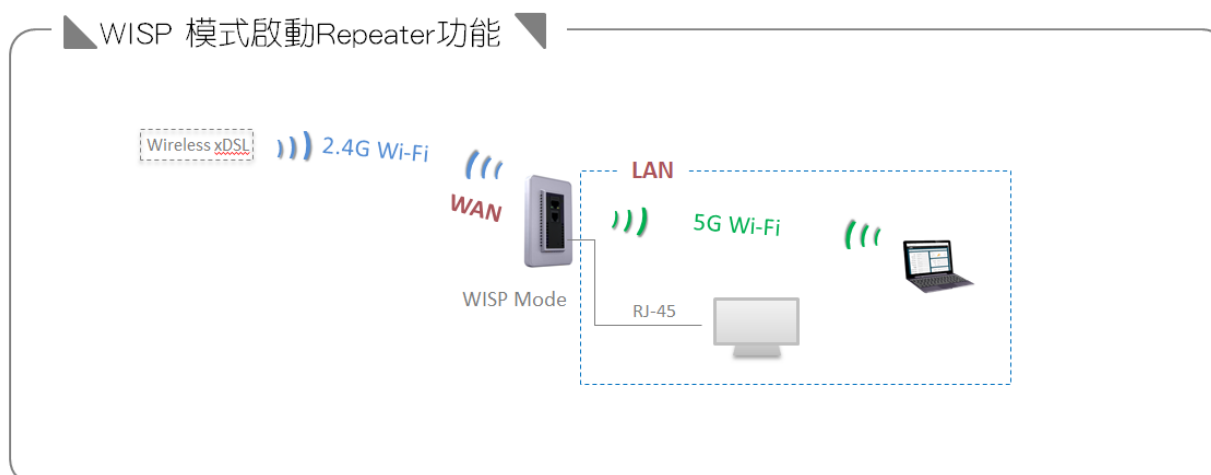 WISP 模式啟動Repeater功能
Wireless xDSL
2.4G Wi-Fi
WAN
LAN
5G Wi-Fi
WISP Mode
RJ-45